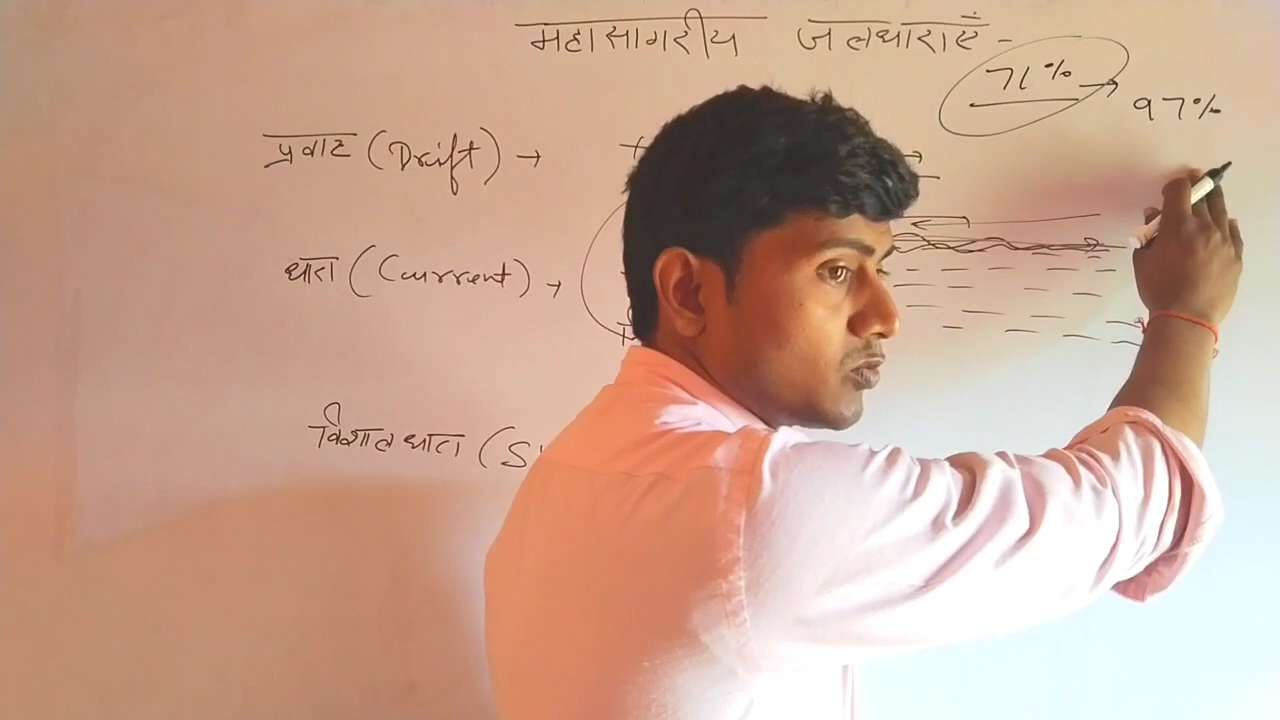 महासागरीय जलधाराएँ -
71% →
97%
प्रवाह (Drift) →
धारा (Current) →
विशाल धारा (S